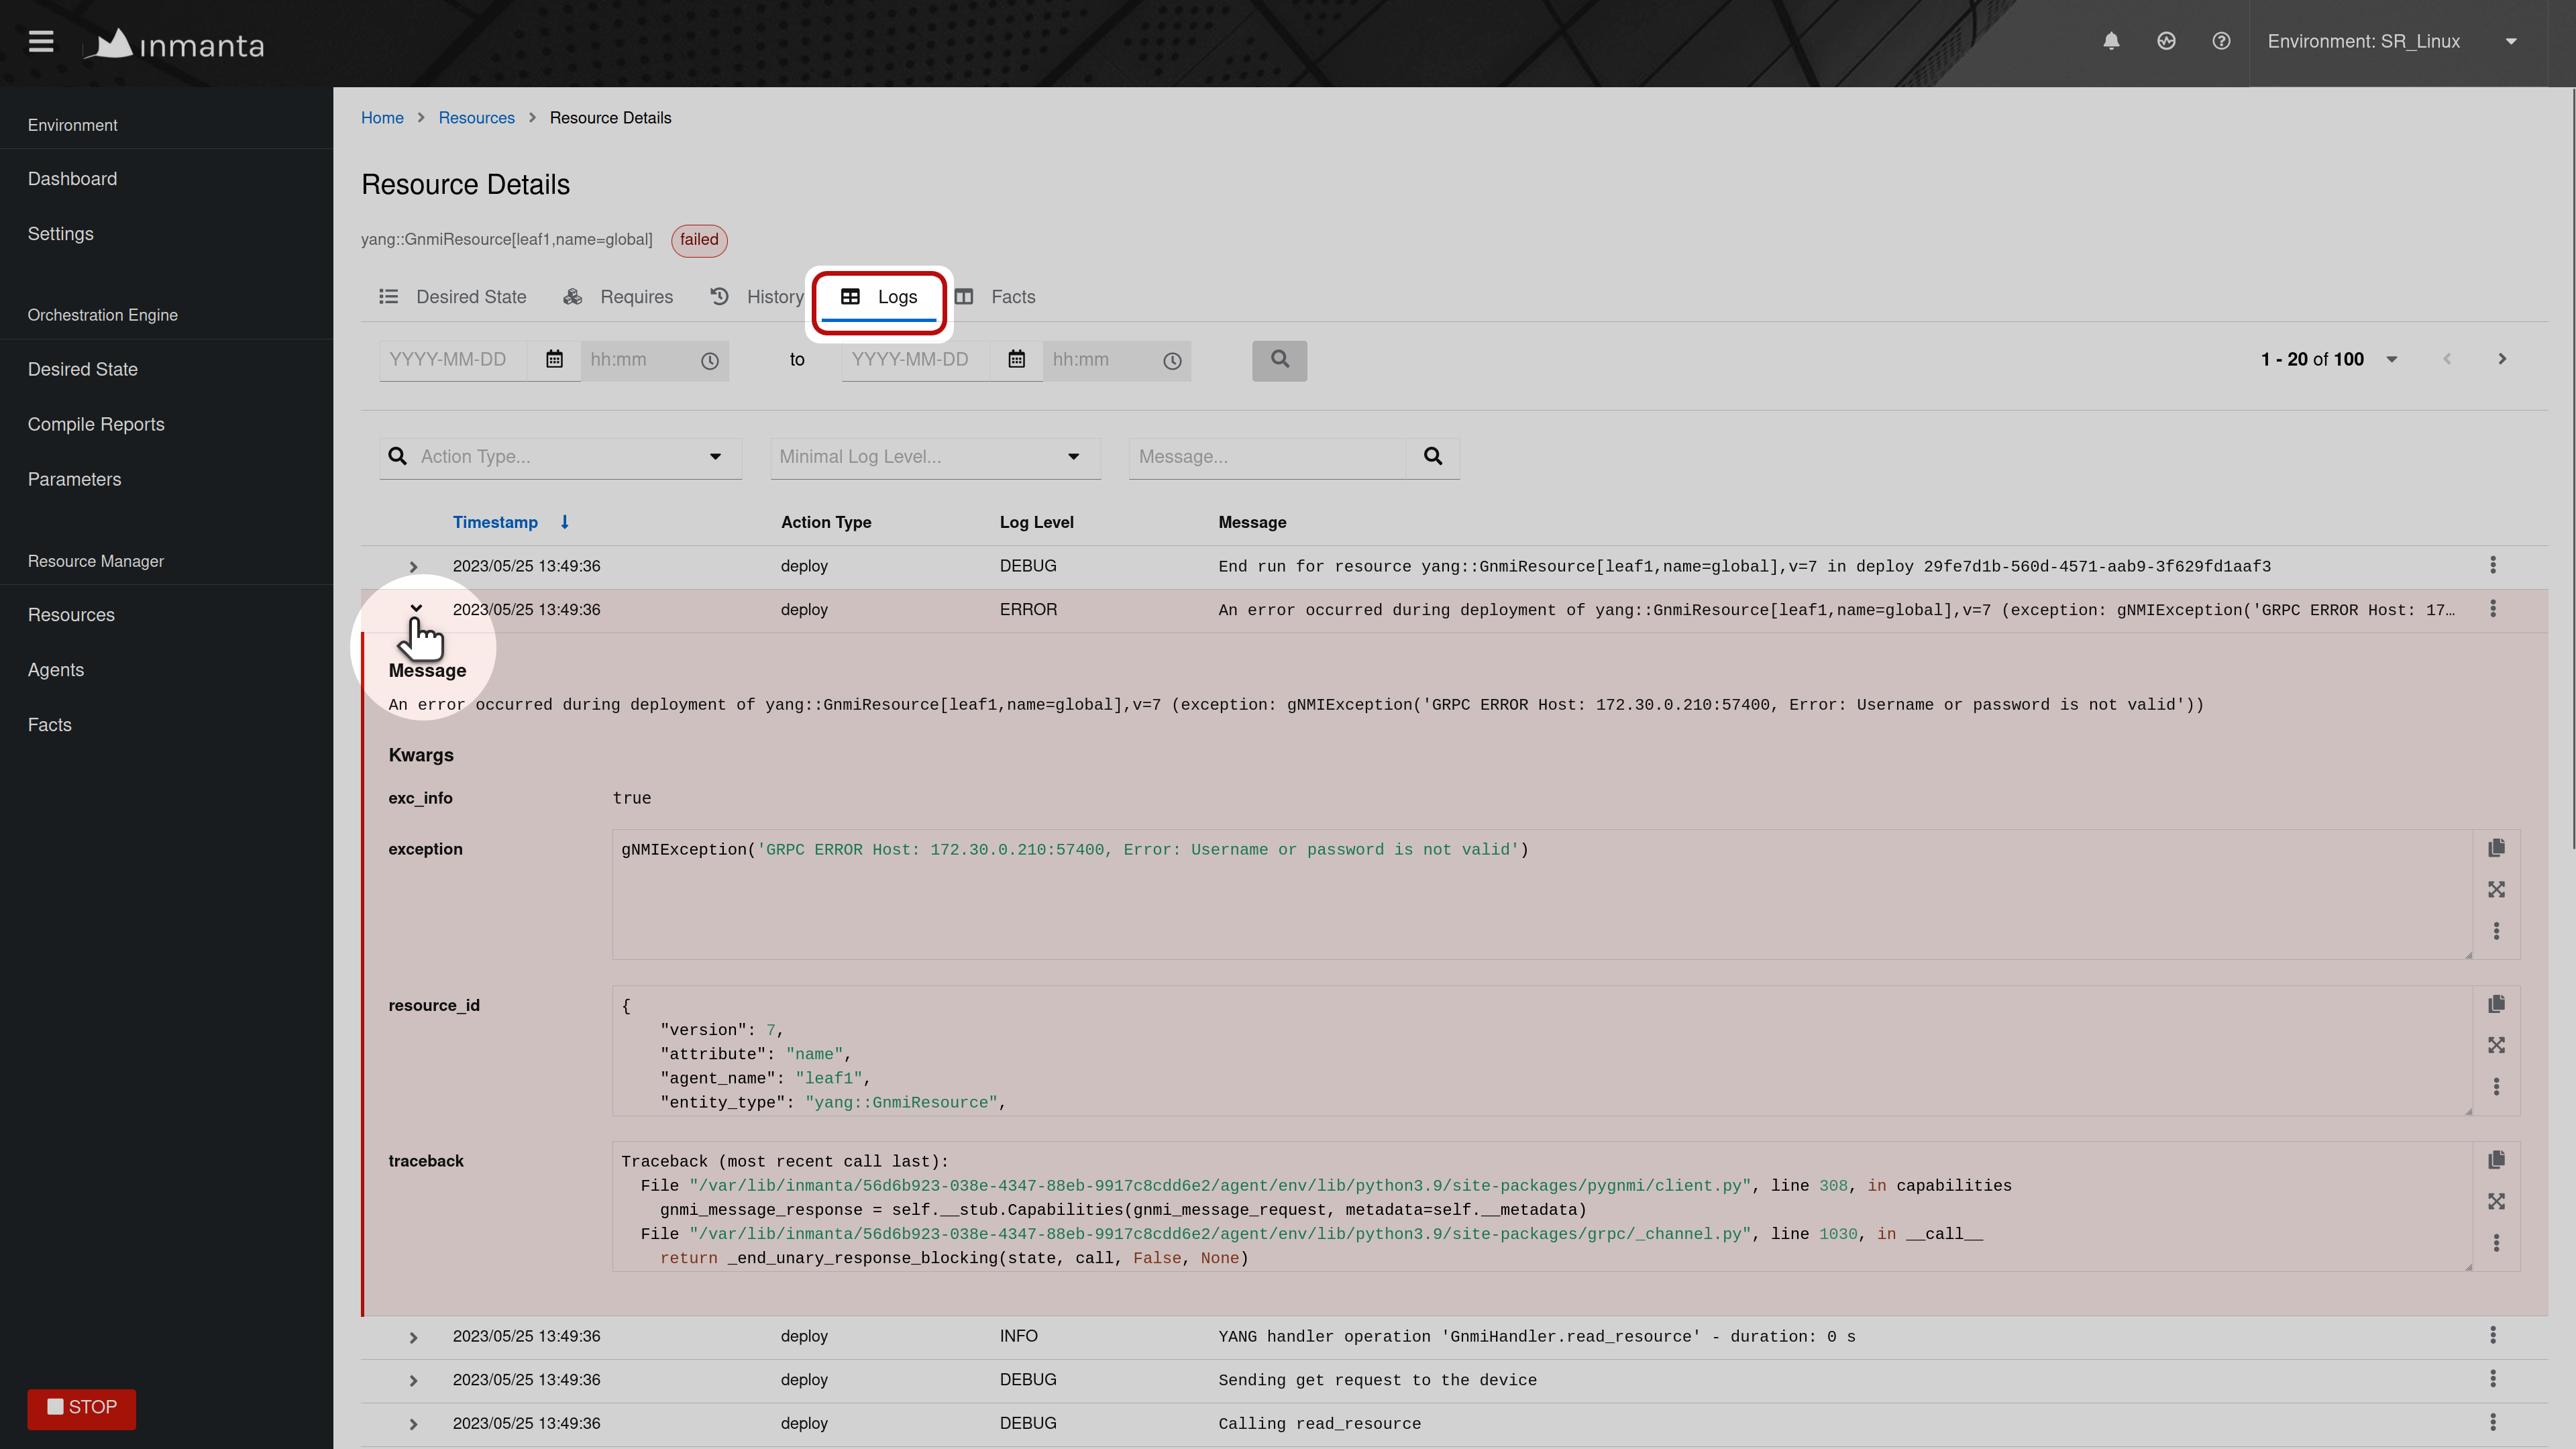 inmanta
Environment: SR_Linux
Environment
Dashboard
Settings
Orchestration Engine
Desired State
Compile Reports
Parameters
Resource Manager
Resources
Agents
Facts
STOP
Home > Resources > Resource Details
Resource Details
yang::GnmiResource[leaf1,name=global] failed
Desired State Requires History Logs Facts
YYYY-MM-DD hh:mm to YYYY-MM-DD hh:mm 1 - 20 of 100
Action Type... Minimal Log Level... Message...
Timestamp Action Type Log Level Message
2023/05/25 13:49:36 deploy DEBUG End run for resource yang::GnmiResource[leaf1,name=global],v=7 in deploy 29fe7d1b-560d-4571-aab9-3f629fd1aaf3
2023/05/25 13:49:36 deploy ERROR An error occurred during deployment of yang::GnmiResource[leaf1,name=global],v=7 (exception: gNMIException('GRPC ERROR Host: 17…
Message
An error occurred during deployment of yang::GnmiResource[leaf1,name=global],v=7 (exception: gNMIException('GRPC ERROR Host: 172.30.0.210:57400, Error: Username or password is not valid'))
Kwargs
exc_info true
exception gNMIException('GRPC ERROR Host: 172.30.0.210:57400, Error: Username or password is not valid')
resource_id {
"version": 7,
"attribute": "name",
"agent_name": "leaf1",
"entity_type": "yang::GnmiResource",
traceback Traceback (most recent call last):
File "/var/lib/inmanta/56d6b923-038e-4347-88eb-9917c8cdd6e2/agent/env/lib/python3.9/site-packages/pygnmi/client.py", line 308, in capabilities
gnmi_message_response = self.__stub.Capabilities(gnmi_message_request, metadata=self.__metadata)
File "/var/lib/inmanta/56d6b923-038e-4347-88eb-9917c8cdd6e2/agent/env/lib/python3.9/site-packages/grpc/_channel.py", line 1030, in __call__
return _end_unary_response_blocking(state, call, False, None)
2023/05/25 13:49:36 deploy INFO YANG handler operation 'GnmiHandler.read_resource' - duration: 0 s
2023/05/25 13:49:36 deploy DEBUG Sending get request to the device
2023/05/25 13:49:36 deploy DEBUG Calling read_resource